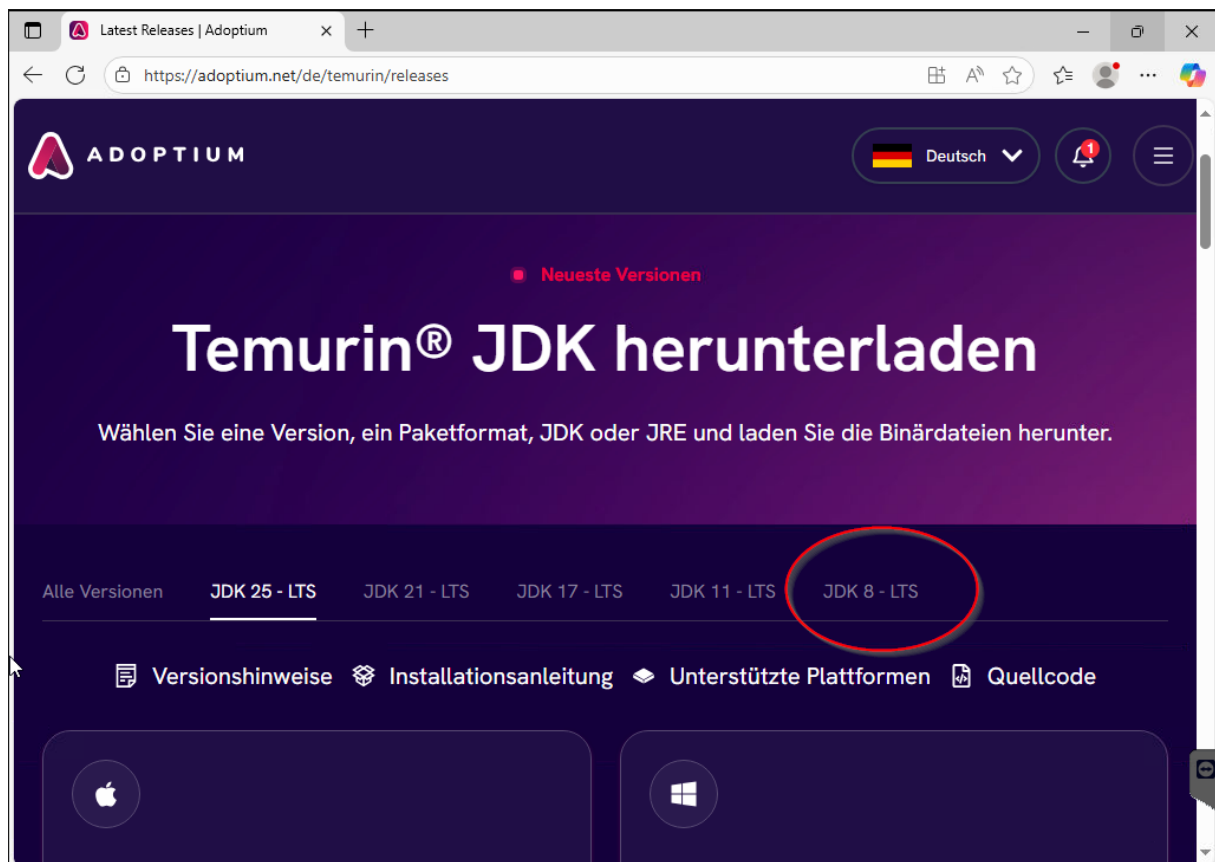 Latest Releases | Adoptium
https://adoptium.net/de/temurin/releases
ADOPTIUM
Deutsch
1
Neueste Versionen
Temurin® JDK herunterladen
Wählen Sie eine Version, ein Paketformat, JDK oder JRE und laden Sie die Binärdateien herunter.
Alle Versionen JDK 25 - LTS JDK 21 - LTS JDK 17 - LTS JDK 11 - LTS JDK 8 - LTS
Versionshinweise Installationsanleitung Unterstützte Plattformen Quellcode